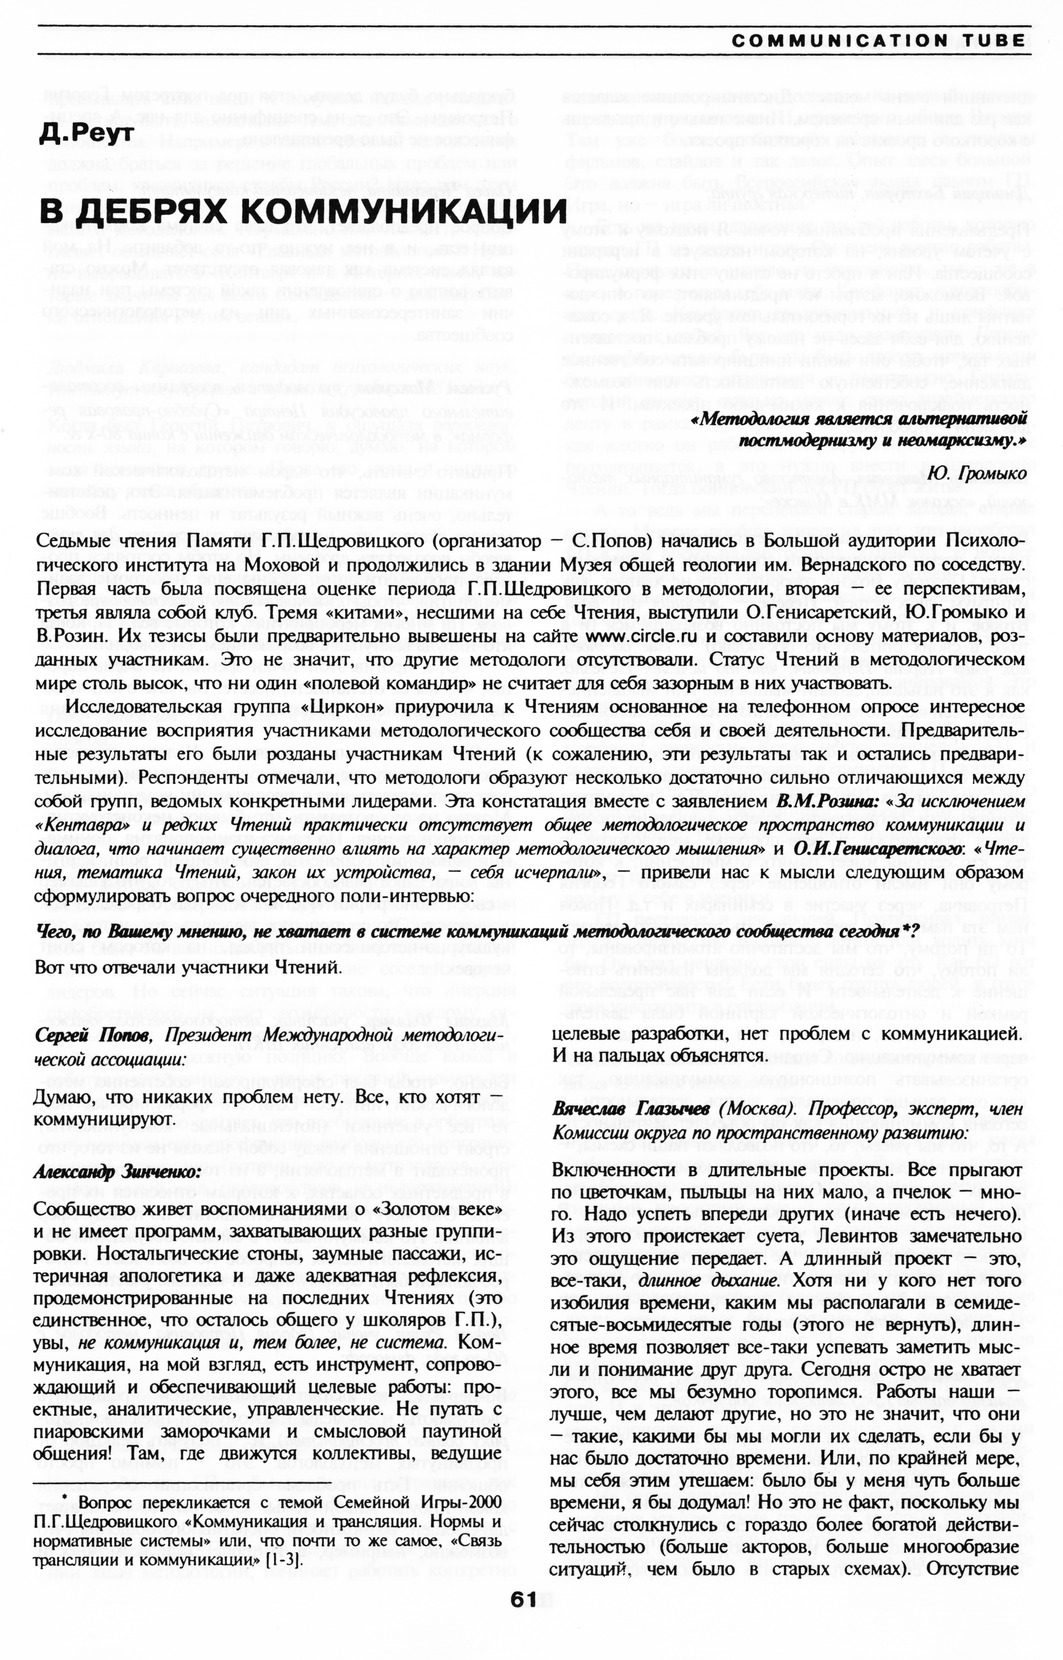 COMMUNICATION TUBE
Д.Реут
В ДЕБРЯХ КОММУНИКАЦИИ
«Методология является альтернативой
постмодернизму и неомарксизму.»
Ю. Громыко
Седьмые чтения Памяти Г.П.Щедровицкого (организатор — С.Попов) начались в Большой аудитории Психоло-
гического института на Моховой и продолжились в здании Музея общей геологии им. Вернадского по соседству.
Первая часть была посвящена оценке периода Г.П.Щедровицкого в методологии, вторая — ее перспективам,
третья являла собой клуб. Тремя «китами», несшими на себе Чтения, выступили О.Генисаретский, Ю.Громыко и
В.Розин. Их тезисы были предварительно вывешены на сайте www.circle.ru и составили основу материалов, роз-
данных участникам. Это не значит, что другие методологи отсутствовали. Статус Чтений в методологическом
мире столь высок, что ни один «полевой командир» не считает для себя зазорным в них участвовать.
Исследовательская группа «Циркон» приурочила к Чтениям основанное на телефонном опросе интересное
исследование восприятия участниками методологического сообщества себя и своей деятельности. Предваритель-
ные результаты его были розданы участникам Чтений (к сожалению, эти результаты так и остались предвари-
тельными). Респонденты отмечали, что методологи образуют несколько достаточно сильно отличающихся между
собой групп, ведомых конкретными лидерами. Эта констатация вместе с заявлением В.М.Розина: «За исключением
«Кентавра» и редких Чтений практически отсутствует общее методологическое пространство коммуникации и
диалога, что начинает существенно влиять на характер методологического мышления» и О.И.Генисаретского: «Чте-
ния, тематика Чтений, закон их устройства, — себя исчерпали», — привели нас к мысли следующим образом
сформулировать вопрос очередного поли-интервью:
Чего, по Вашему мнению, не хватает в системе коммуникаций методологического сообщества сегодня*?
Вот что отвечали участники Чтений.
Сергей Попов, Президент Международной методологи-
ческой ассоциации:
Думаю, что никаких проблем нету. Все, кто хотят —
коммуницируют.
Александр Зинченко:
Сообщество живет воспоминаниями о «Золотом веке»
и не имеет программ, захватывающих разные группи-
ровки. Ностальгические стоны, заумные пассажи, ис-
теричная апологетика и даже адекватная рефлексия,
продемонстрированные на последних Чтениях (это
единственное, что осталось общего у школяров Г.П.),
увы, не коммуникация и, тем более, не система. Ком-
муникация, на мой взгляд, есть инструмент, сопрово-
ждающий и обеспечивающий целевые работы: про-
ектные, аналитические, управленческие. Не путать с
пиаровскими заморочками и смысловой паутиной
общения! Там, где движутся коллективы, ведущие
* Вопрос перекликается с темой Семейной Игры-2000
П.Г.Щедровицкого «Коммуникация и трансляция. Нормы и
нормативные системы» или, что почти то же самое, «Связь
трансляции и коммуникации» [1-3].
целевые разработки, нет проблем с коммуникацией.
И на пальцах объяснятся.
Вячеслав Глазычев (Москва). Профессор, эксперт, член
Комиссии округа по пространственному развитию:
Включенности в длительные проекты. Все прыгают
по цветочкам, пыльцы на них мало, а пчелок — мно-
го. Надо успеть впереди других (иначе есть нечего).
Из этого проистекает суета, Левинтов замечательно
это ощущение передает. А длинный проект — это,
все-таки, длинное дыхание. Хотя ни у кого нет того
изобилия времени, каким мы располагали в семиде-
сятые-восьмидесятые годы (этого не вернуть), длин-
ное время позволяет все-таки успевать заметить мыс-
ли и понимание друг друга. Сегодня остро не хватает
этого, все мы безумно торопимся. Работы наши —
лучше, чем делают другие, но это не значит, что они
— такие, какими бы мы могли их сделать, если бы у
нас было достаточно времени. Или, по крайней мере,
мы себя этим утешаем: было бы у меня чуть больше
времени, я бы додумал! Но это не факт, поскольку мы
сейчас столкнулись с гораздо более богатой действи-
тельностью (больше акторов, больше многообразие
ситуаций, чем было в старых схемах). Отсутствие
61